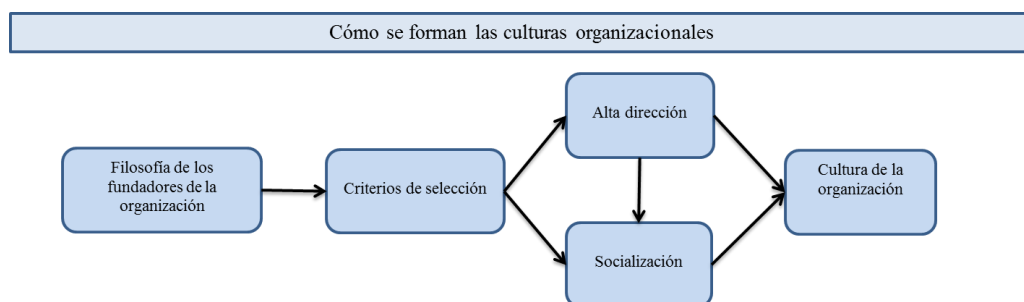 Cómo se forman las culturas organizacionales
Filosofía de los
fundadores de la
organización
Criterios de selección
Alta dirección
Socialización
Cultura de la
organización